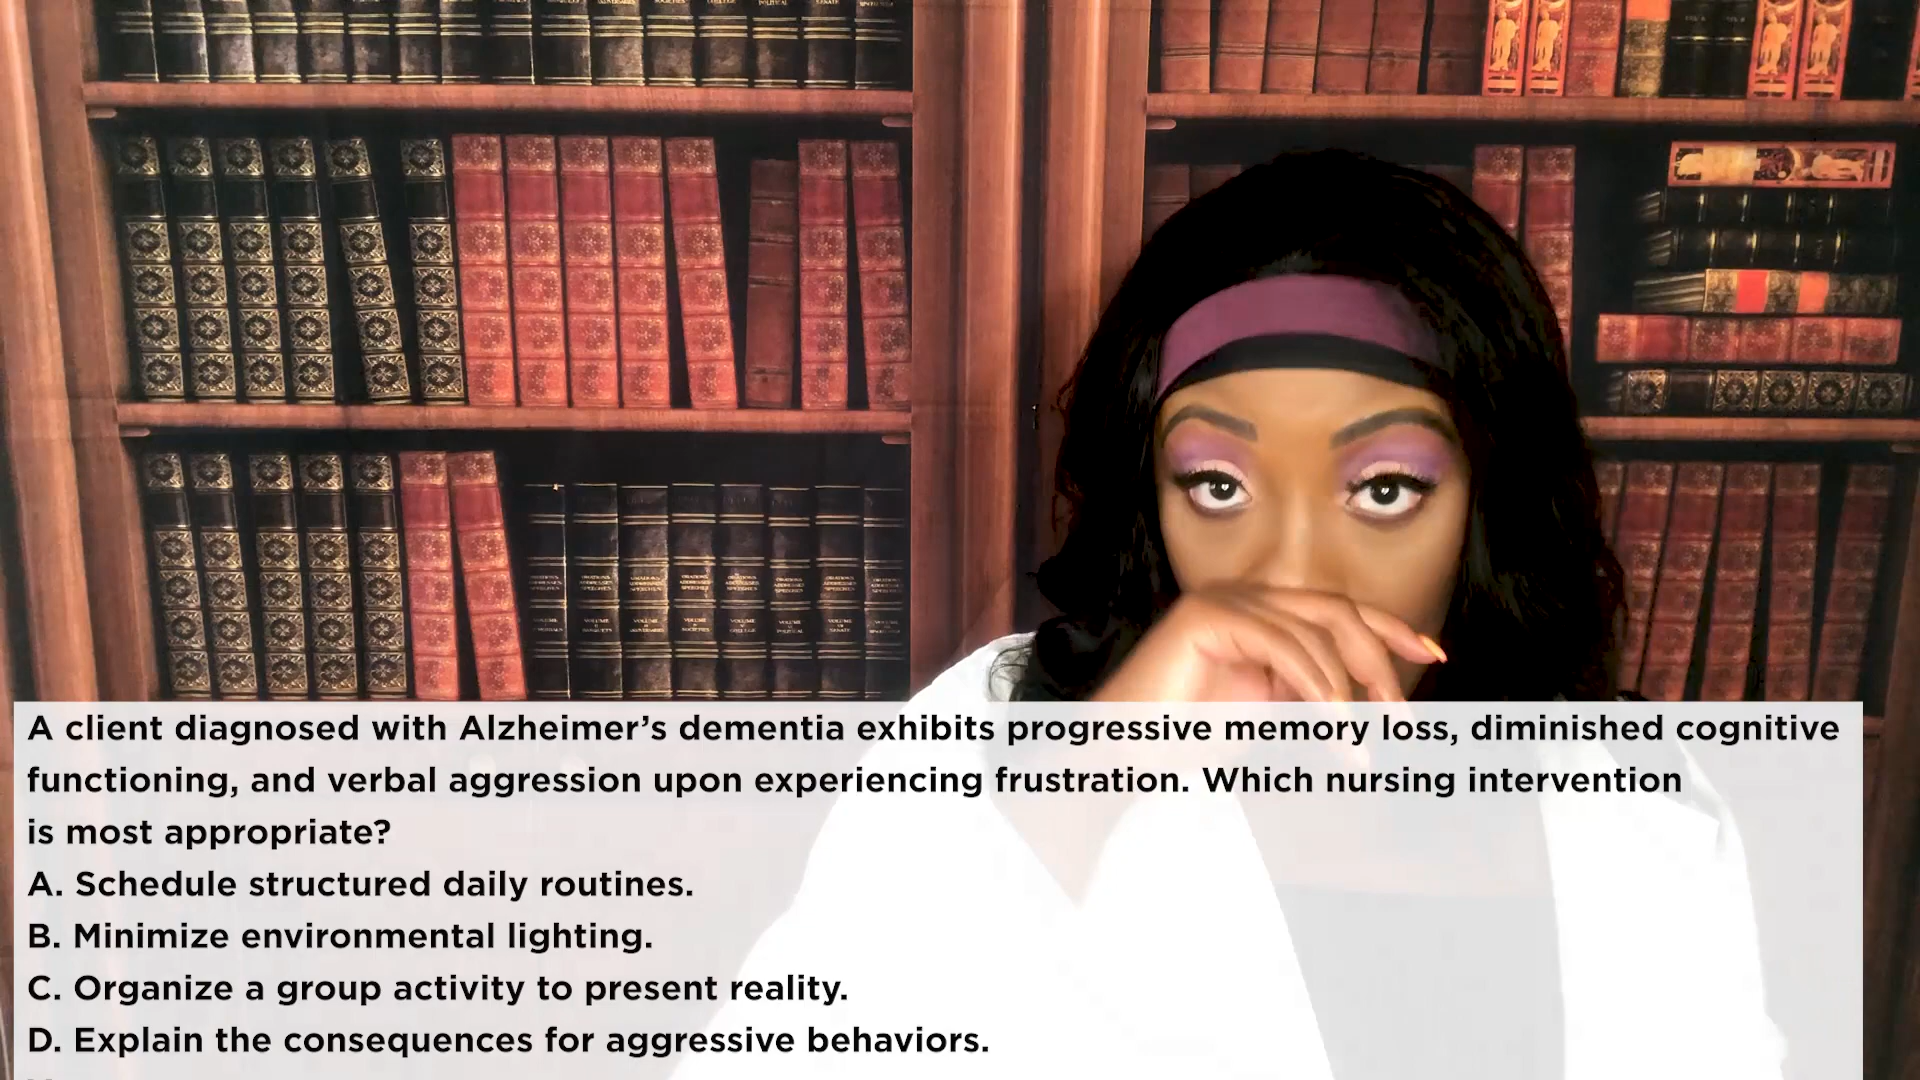 A client diagnosed with Alzheimer’s dementia exhibits progressive memory loss, diminished cognitive
functioning, and verbal aggression upon experiencing frustration. Which nursing intervention
is most appropriate?
A. Schedule structured daily routines.
B. Minimize environmental lighting.
C. Organize a group activity to present reality.
D. Explain the consequences for aggressive behaviors.